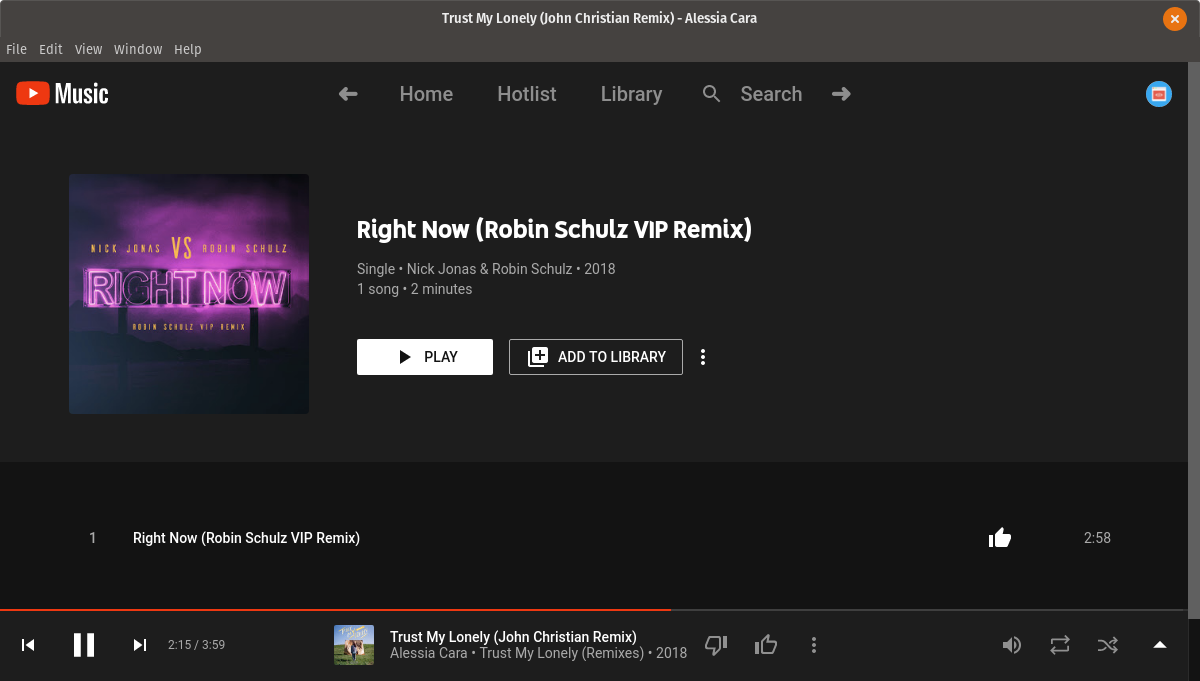 Trust My Lonely (John Christian Remix) - Alessia Cara
File Edit View Window Help
Music
Home Hotlist Library Search
NICK JONAS VS ROBIN SCHULZ
RIGHT NOW
ROBIN SCHULZ VIP REMIX
Right Now (Robin Schulz VIP Remix)
Single • Nick Jonas & Robin Schulz • 2018
1 song • 2 minutes
PLAY
ADD TO LIBRARY
1 Right Now (Robin Schulz VIP Remix) 2:58
2:15 / 3:59
Trust My Lonely (John Christian Remix)
Alessia Cara • Trust My Lonely (Remixes) • 2018